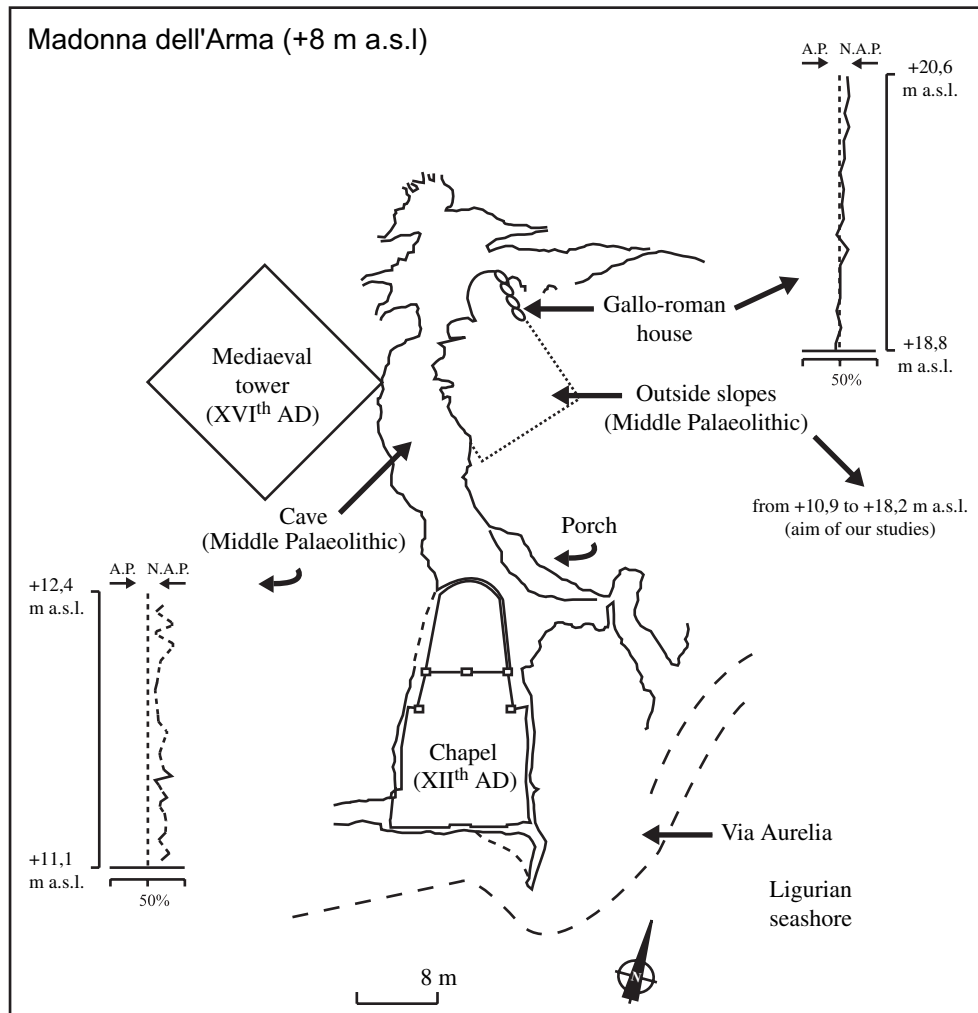 Madonna dell'Arma (+8 m a.s.l)
A.P. N.A.P.
+20,6
m a.s.l.
+18,8
m a.s.l.
50%
Gallo-roman
house
Mediaeval
tower
(XVIth AD)
Outside slopes
(Middle Palaeolithic)
from +10,9 to +18,2 m a.s.l.
(aim of our studies)
Cave
(Middle Palaeolithic)
Porch
A.P. N.A.P.
+12,4
m a.s.l.
+11,1
m a.s.l.
50%
Chapel
(XIIth AD)
Via Aurelia
Ligurian
seashore
8 m
N